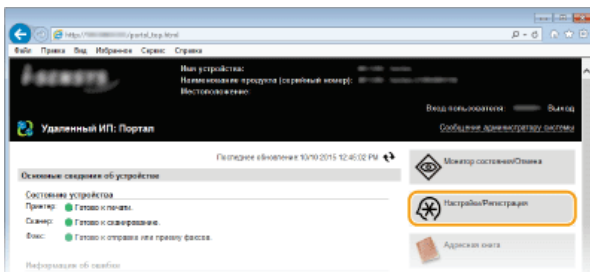 http://
/portal_top.html
Файл Правка Вид Избранное Сервис Справка
Имя устройства:
Наименование продукта (серийный номер):
Местоположение:
Вход пользователя: Выход
Удаленный ИП: Портал
Сообщение администратору системы
Последнее обновление: 10/10/2015 12:45:02 PM
Монитор состояния/Отмена
Основные сведения об устройстве
Состояние устройства
Принтер: Готово к печати.
Настройки/Регистрация
Сканер: Готово к сканированию.
Факс: Готово к отправке или приему факсов.
Адресная книга
Информация об ошибке